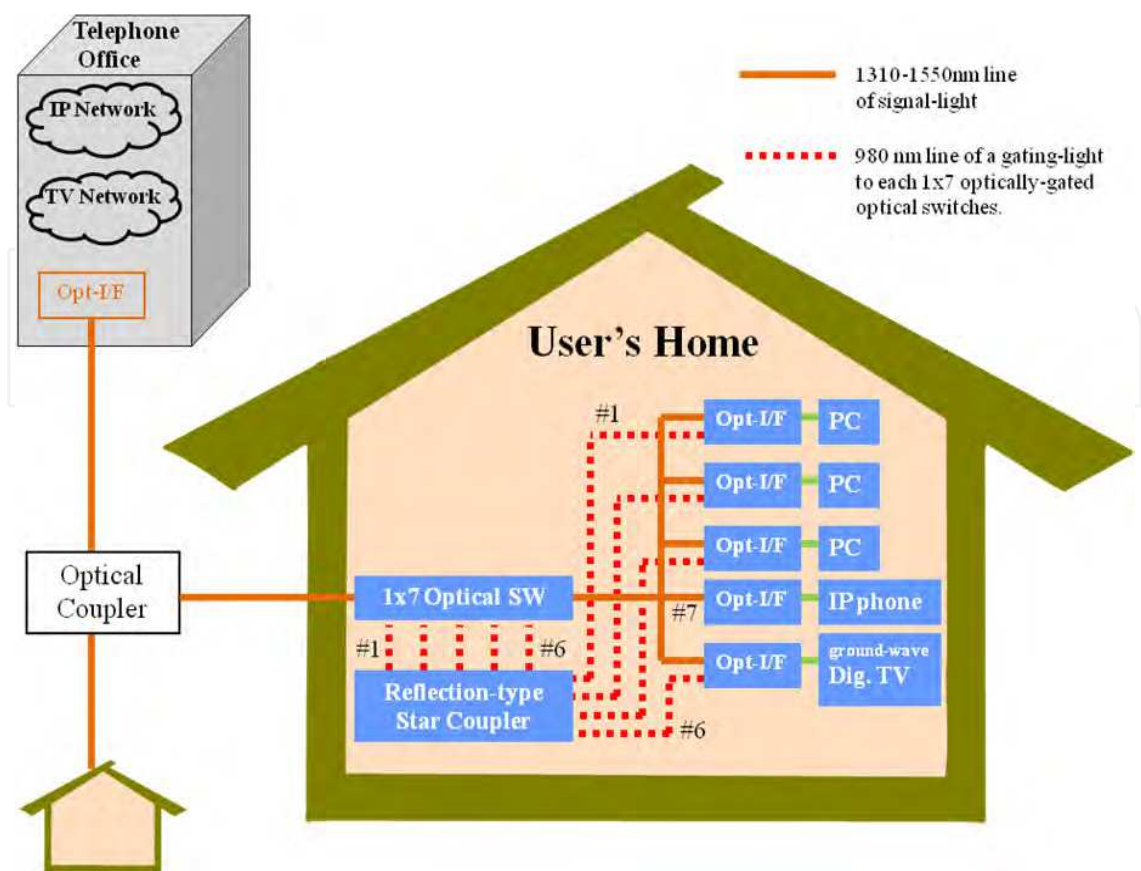 Telephone
Office
IP Network
TV Network
Opt-I/F
1310-1550nm line
of signal-light
980 nm line of a gating-light
to each 1x7 optically-gated
optical switches.
User's Home
#1
Opt-I/F
PC
Opt-I/F
PC
Opt-I/F
PC
Optical
Coupler
1x7 Optical SW
#7
Opt-I/F
IP phone
#1
#6
Opt-I/F
ground-wave
Dig. TV
Reflection-type
Star Coupler
#6